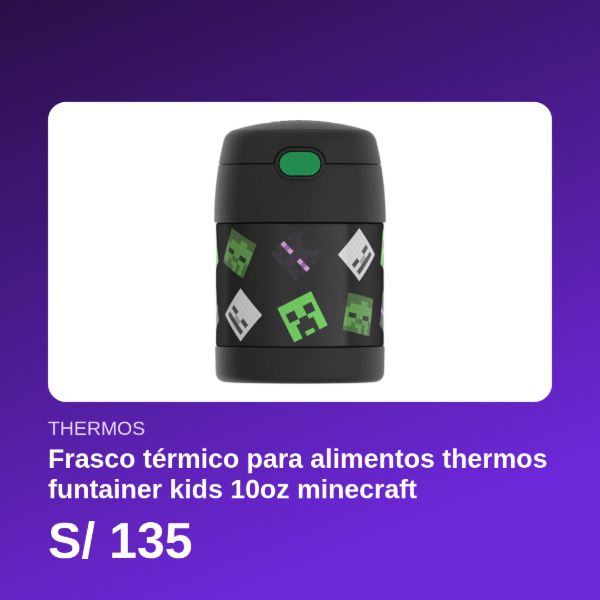 THERMOS
Frasco térmico para alimentos thermos
funtainer kids 10oz minecraft
S/ 135